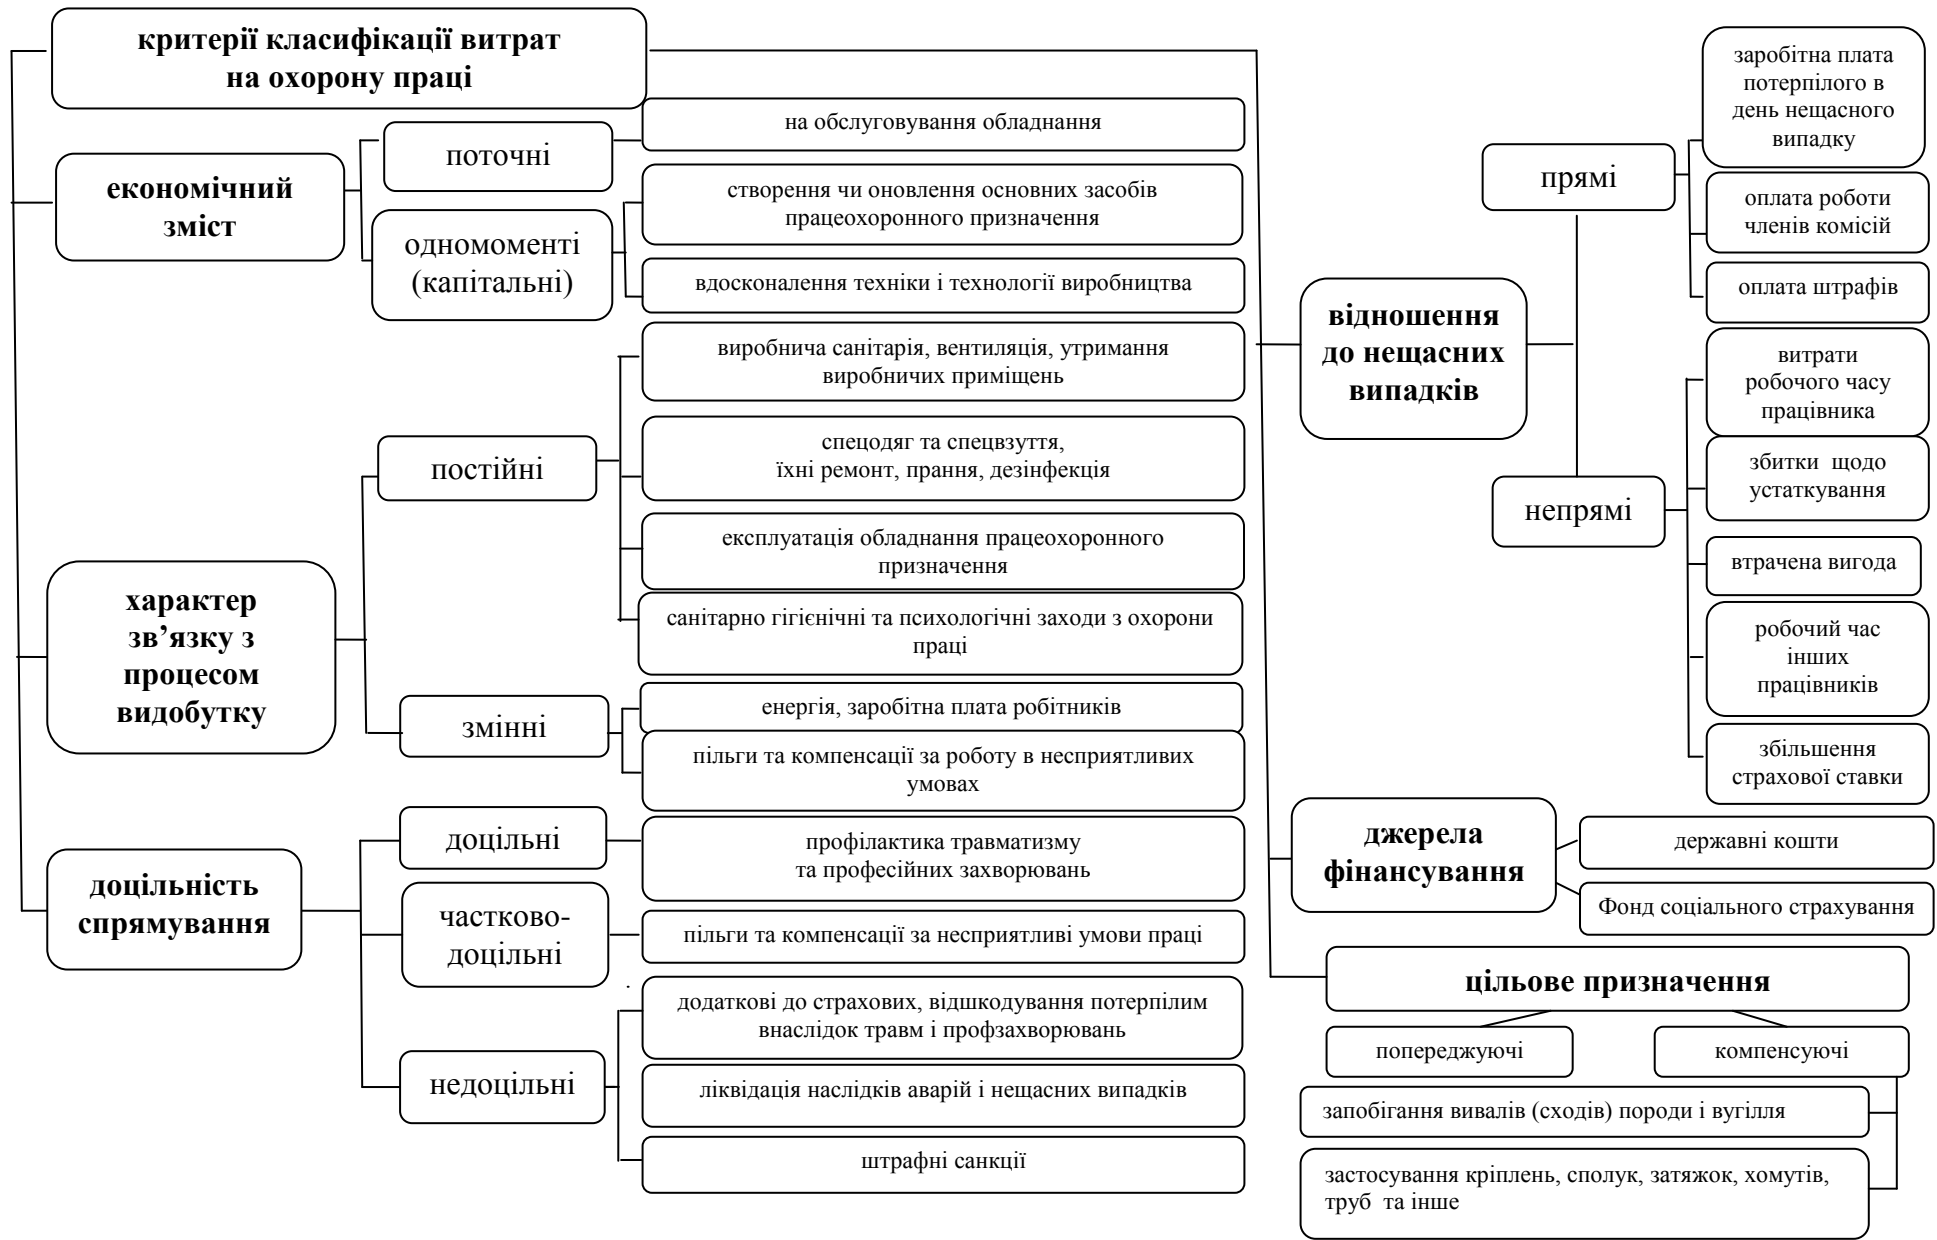 критерії класифікації витрат
на охорону праці
економічний
зміст
поточні
на обслуговування обладнання
одномоменті
(капітальні)
створення чи оновлення основних засобів
працеохоронного призначення
вдосконалення техніки і технології виробництва
характер
зв’язку з
процесом
видобутку
постійні
виробнича санітарія, вентиляція, утримання
виробничих приміщень
спецодяг та спецвзуття,
їхні ремонт, прання, дезінфекція
експлуатація обладнання працеохоронного
призначення
санітарно гігієнічні та психологічні заходи з охорони
праці
змінні
енергія, заробітна плата робітників
пільги та компенсації за роботу в несприятливих
умовах
доцільність
спрямування
доцільні
профілактика травматизму
та професійних захворювань
частково-
доцільні
пільги та компенсації за несприятливі умови праці
недоцільні
додаткові до страхових, відшкодування потерпілим
внаслідок травм і профзахворювань
ліквідація наслідків аварій і нещасних випадків
штрафні санкції
відношення
до нещасних
випадків
прямі
заробітна плата
потерпілого в
день нещасного
випадку
оплата роботи
членів комісій
оплата штрафів
непрямі
витрати
робочого часу
працівника
збитки щодо
устаткування
втрачена вигода
робочий час
інших
працівників
збільшення
страхової ставки
джерела
фінансування
державні кошти
Фонд соціального страхування
цільове призначення
попереджуючі
компенсуючі
запобігання вивалів (сходів) породи і вугілля
застосування кріплень, сполук, затяжок, хомутів,
труб та інше